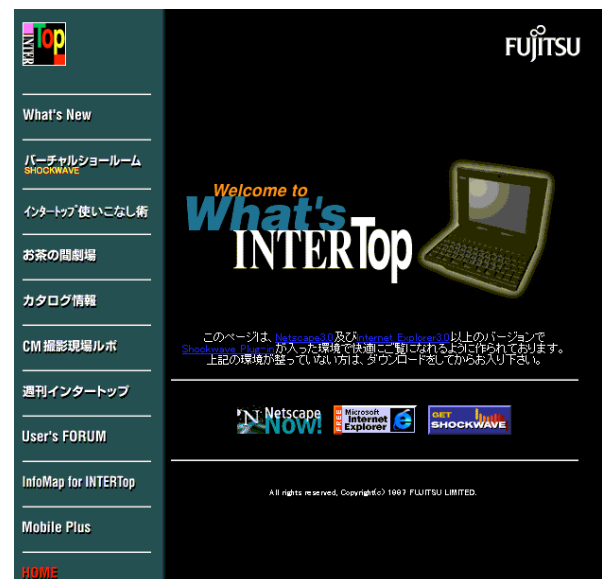 INTER Top
What's New
バーチャルショールーム
SHOCKWAVE
インタートップ使いこなし術
お茶の間劇場
カタログ情報
CM撮影現場ルポ
週刊インタートップ
User's FORUM
InfoMap for INTERTop
Mobile Plus
HOME
FUJITSU
Welcome to
What's
INTERTop
このページは、Netscape3.0及びInternet Explorer3.0以上のバージョンで
Shockwave Plug-inが入った環境で快適にご覧になれるように作られております。
上記の環境が整っていない方は、ダウンロードをしてからお入り下さい。
Netscape
NOW!
Microsoft
Internet
Explorer
FREE
GET
SHOCKWAVE
All rights reserved, Copyright(c) 1997 FUJITSU LIMITED.